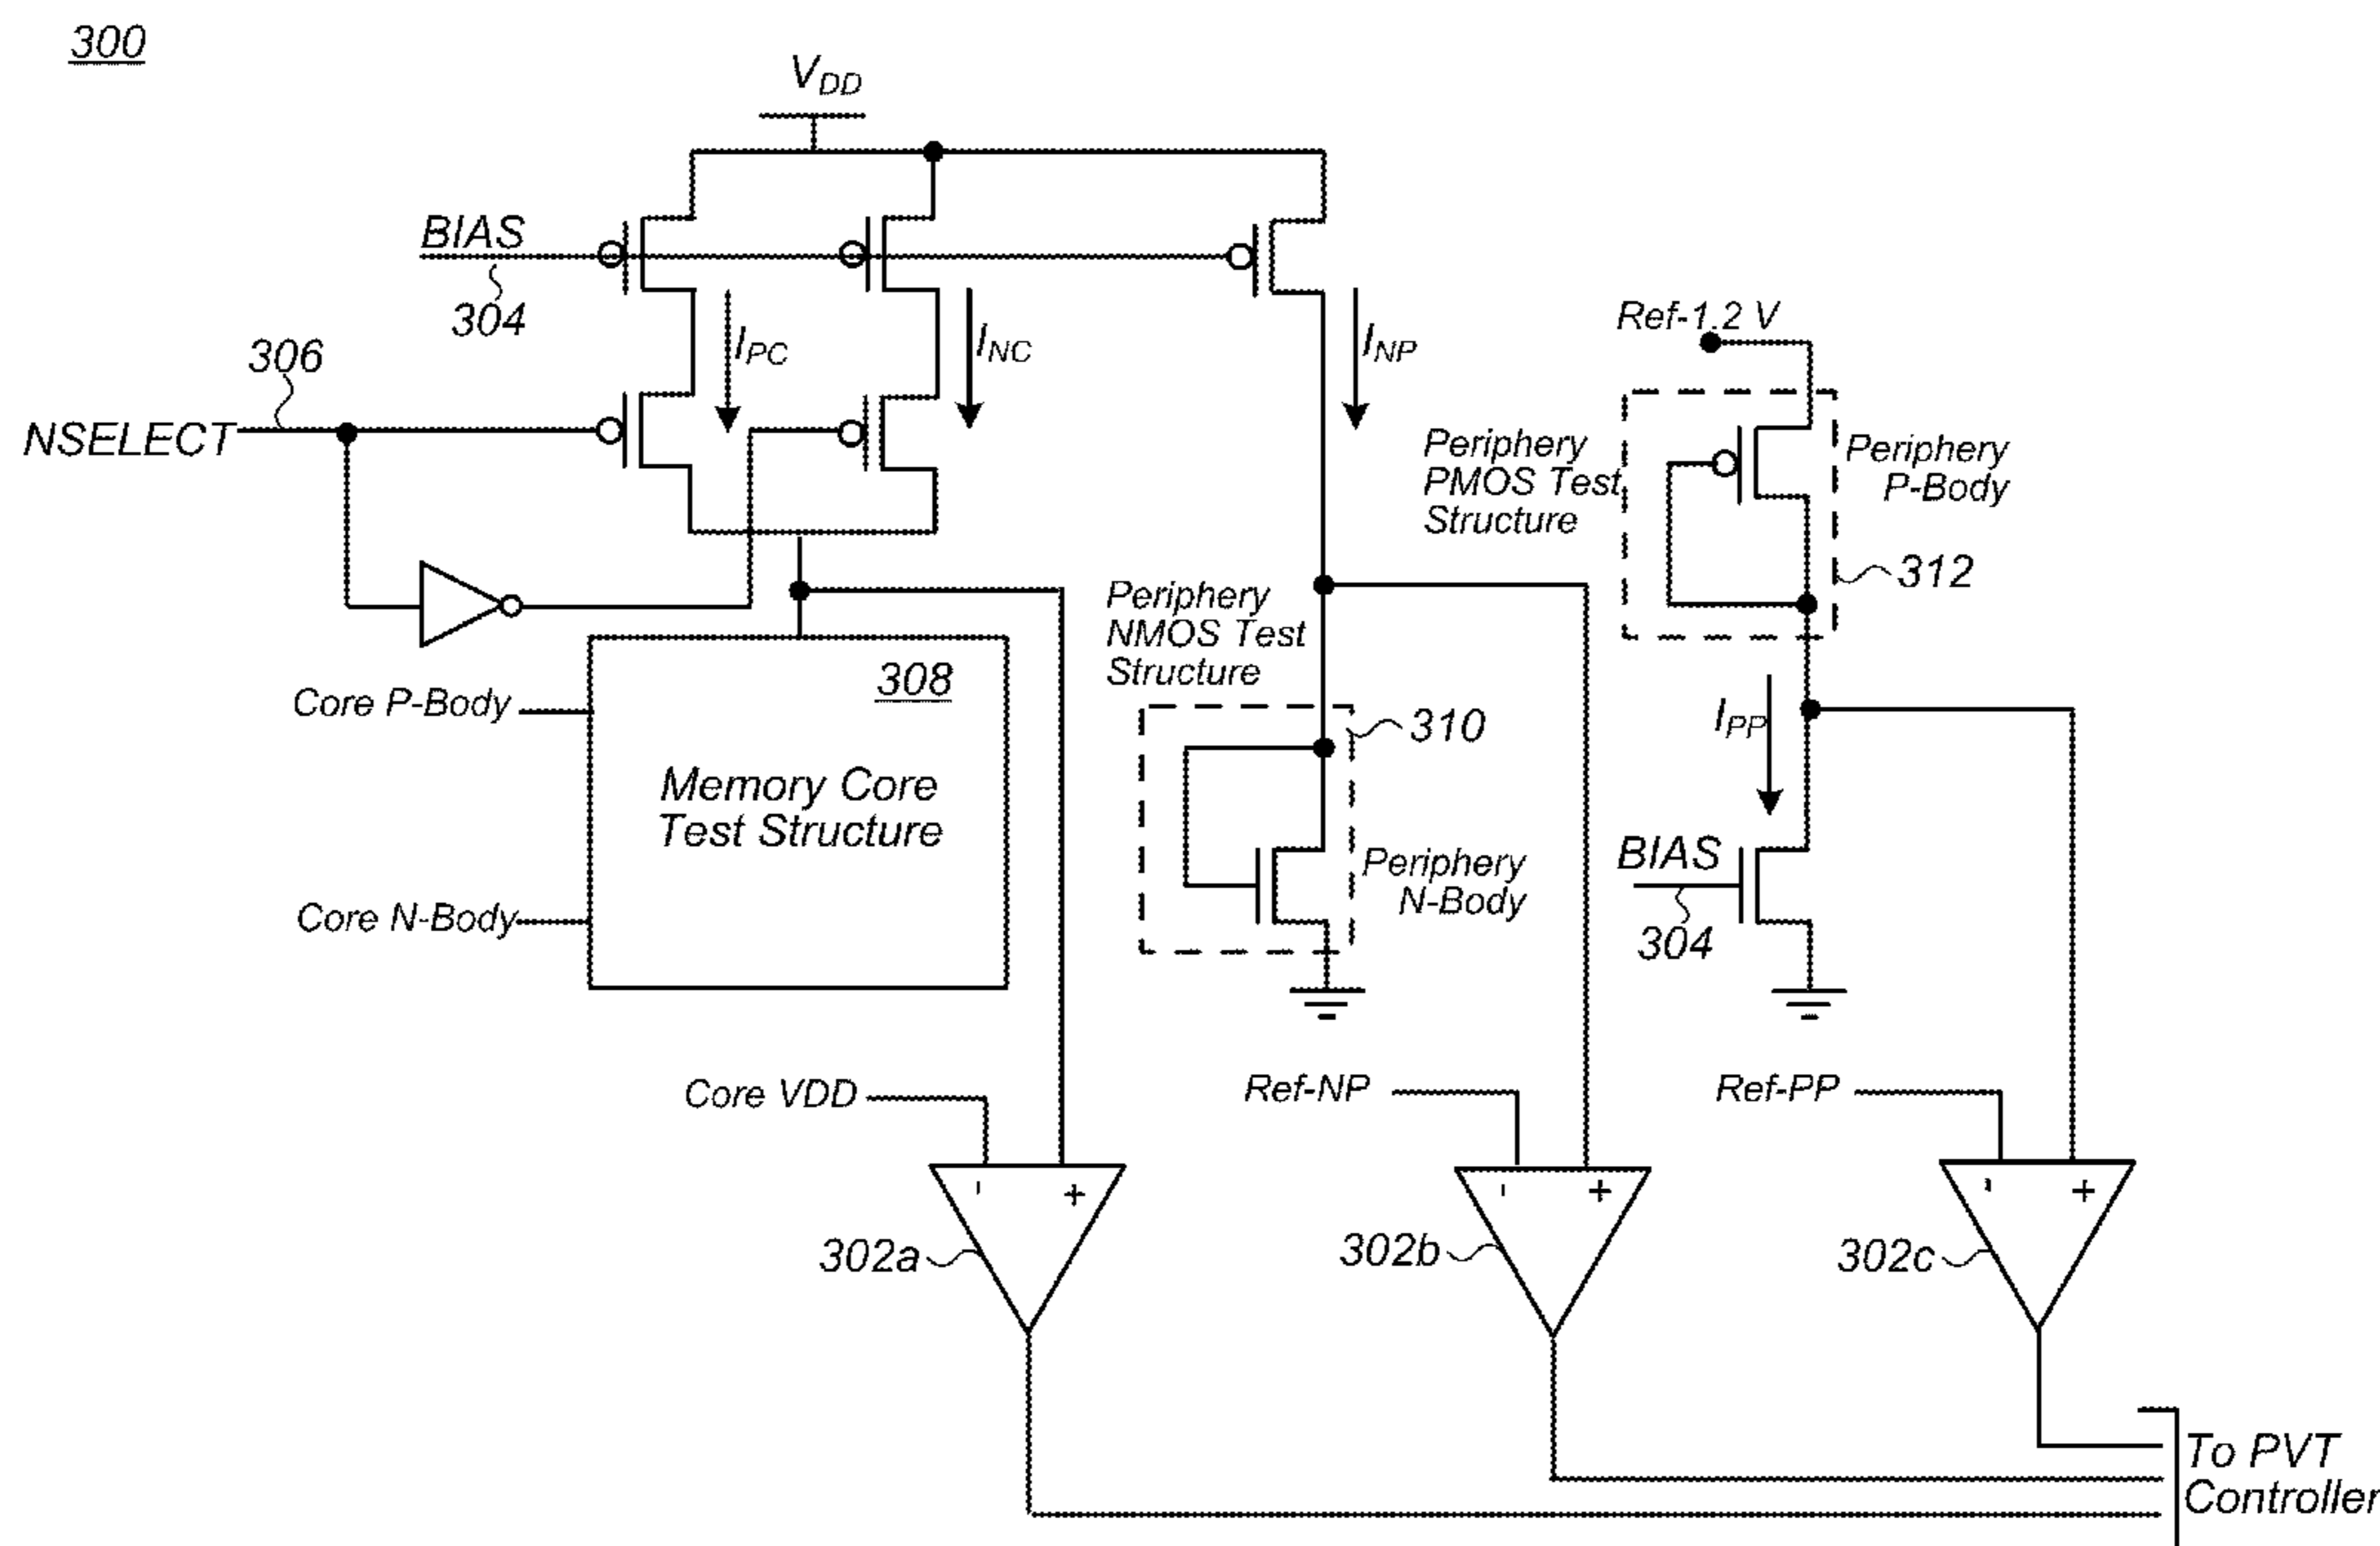 300
VDD
BIAS
304
306
IPC
INC
INP
NSELECT
Ref-1.2 V
Periphery
PMOS Test
Structure
Periphery
P-Body
312
Periphery
NMOS Test
Structure
308
Core P-Body
310
IPP
Memory Core
Test Structure
BIAS
Periphery
N-Body
Core N-Body
304
Core VDD
Ref-NP
Ref-PP
- +
- +
- +
302a
302b
302c
To PVT
Controller